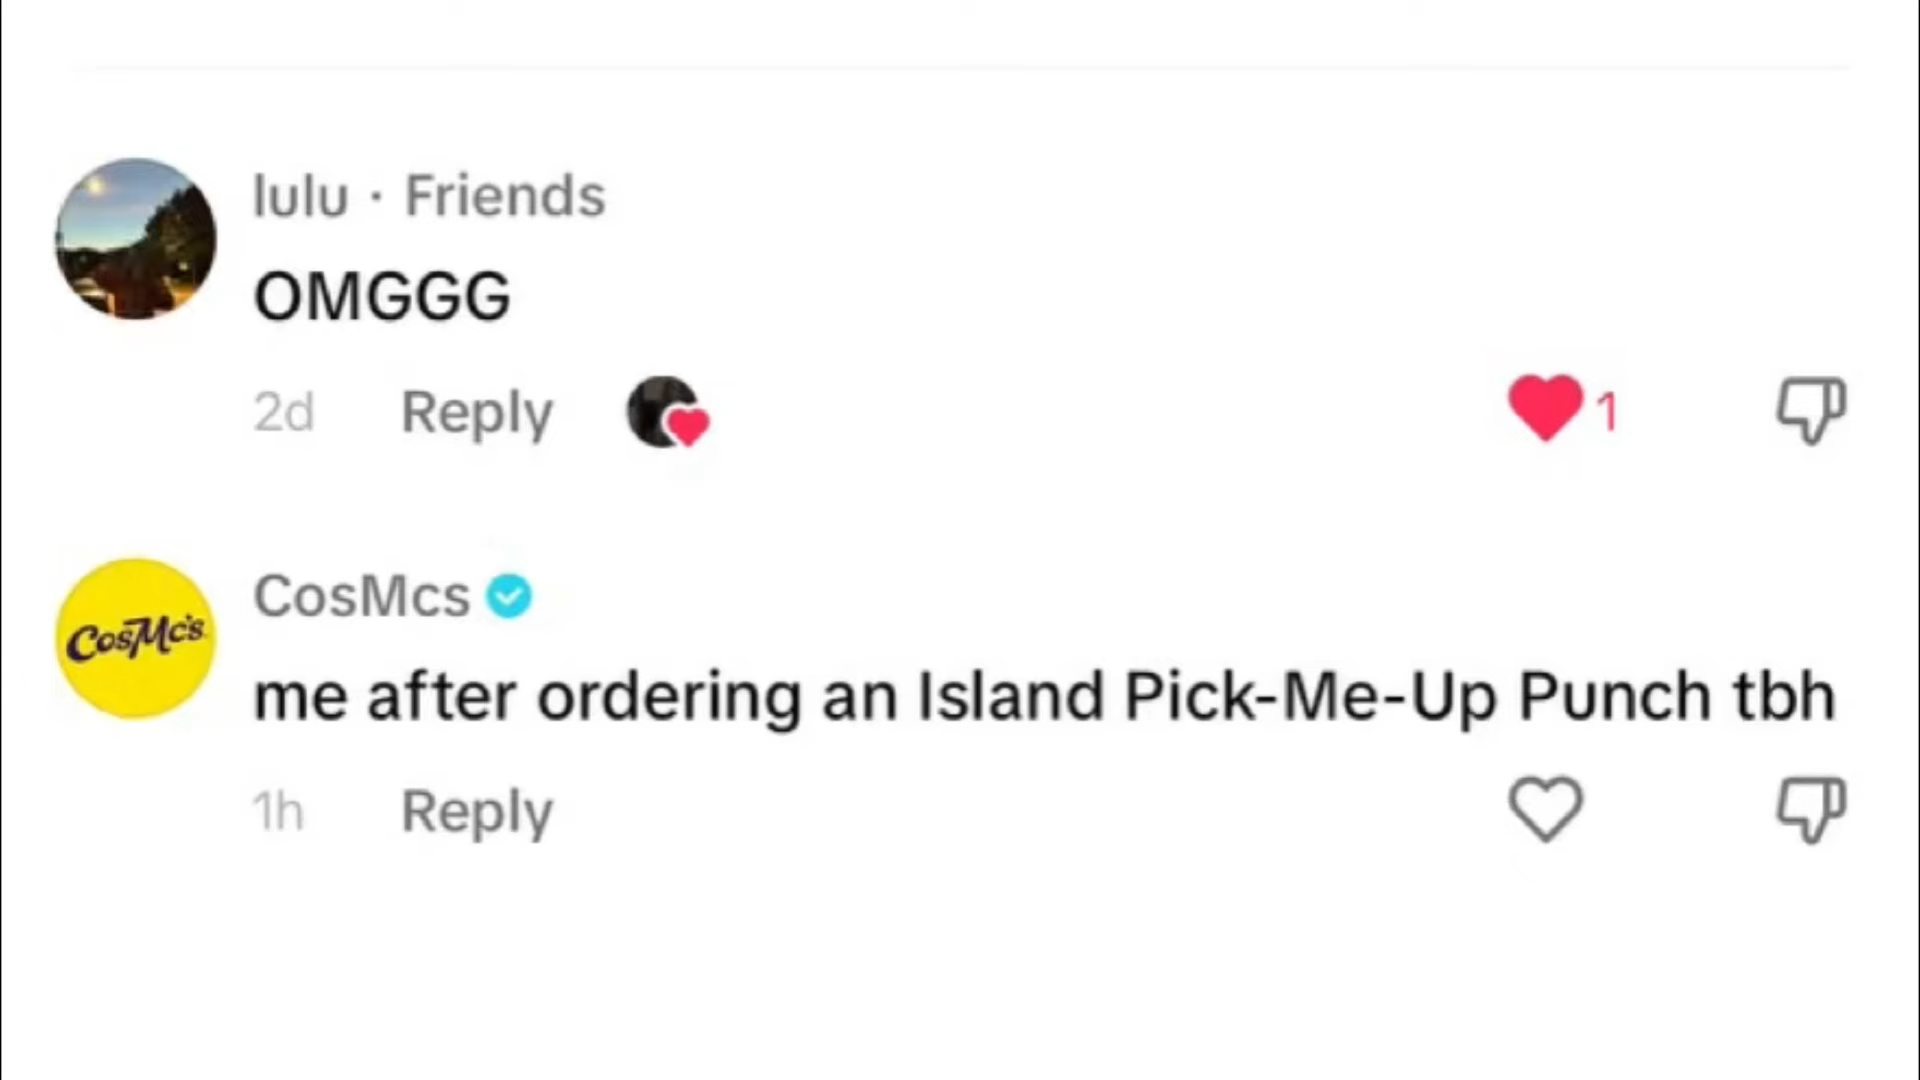 lulu · Friends
OMGGG
2d Reply 1
CosMcs
CosMc's
me after ordering an Island Pick-Me-Up Punch tbh
1h Reply